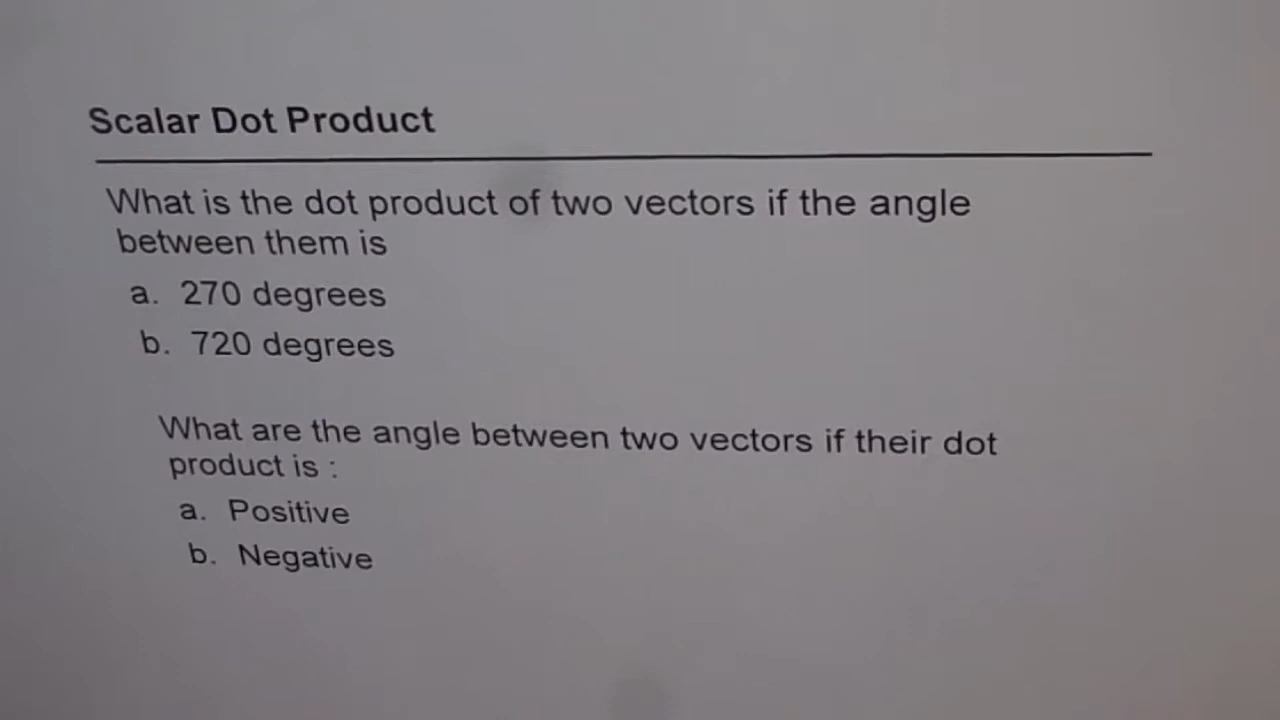 Scalar Dot Product
What is the dot product of two vectors if the angle
between them is
a. 270 degrees
b. 720 degrees
What are the angle between two vectors if their dot
product is :
a. Positive
b. Negative